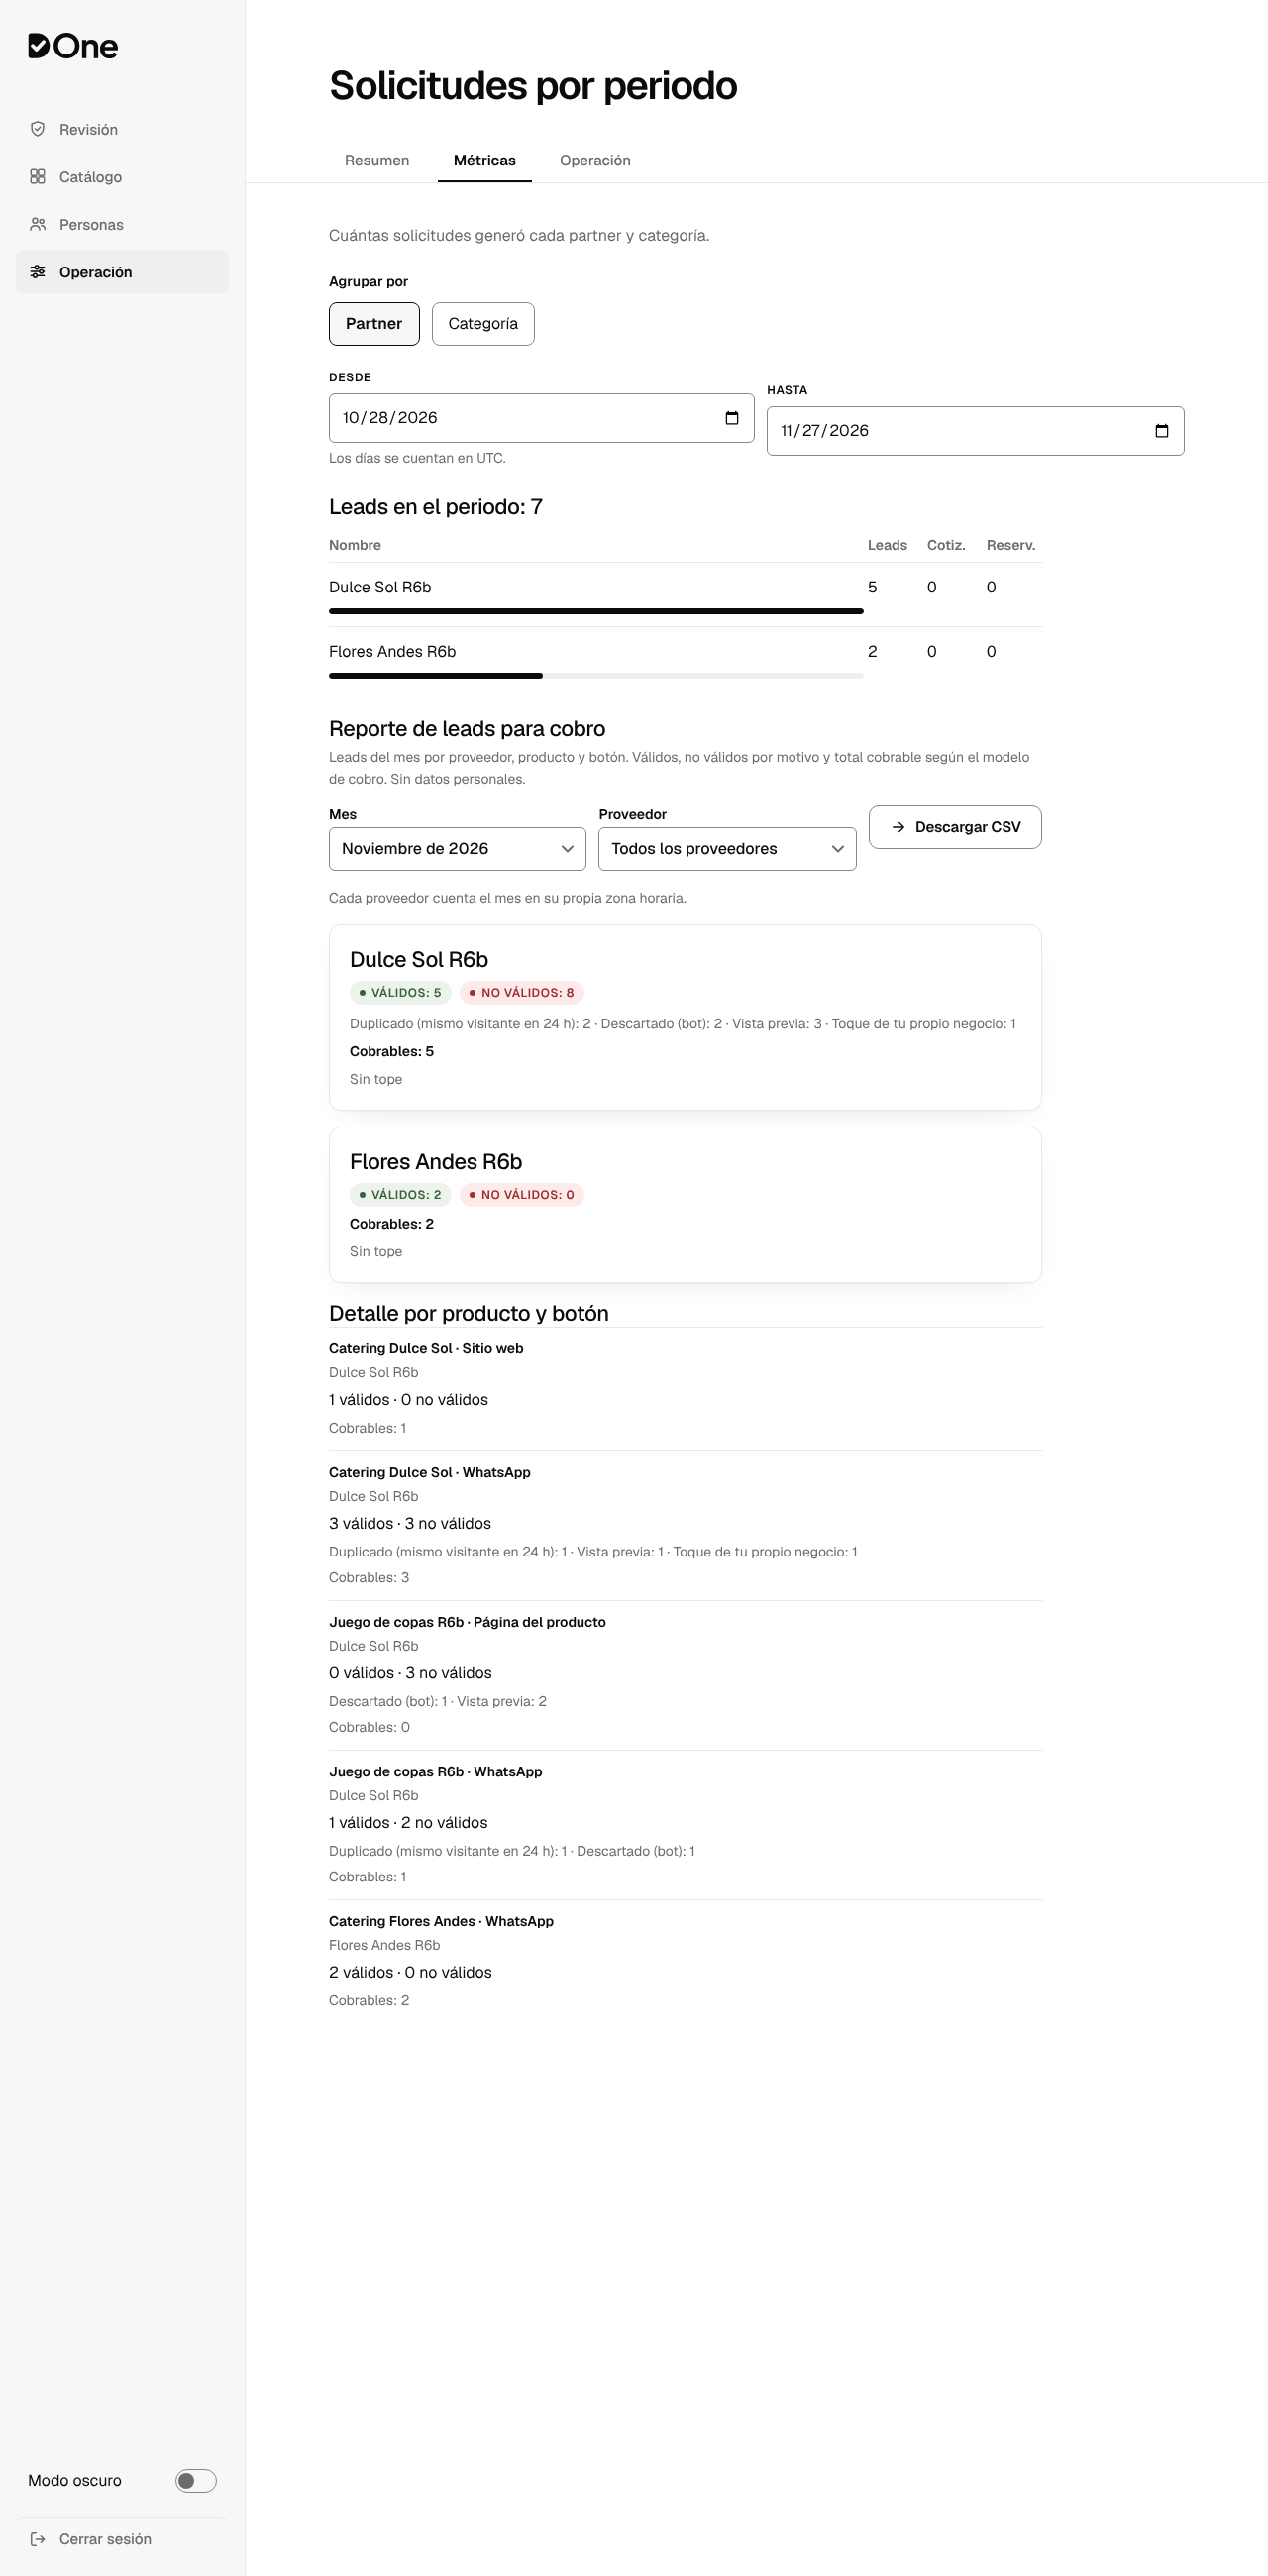 One
Revisión
Catálogo
Personas
Operación
Solicitudes por periodo
Resumen
Métricas
Operación
Cuántas solicitudes generó cada partner y categoría.
Agrupar por
Partner
Categoría
DESDE
10/28/2026
Los días se cuentan en UTC.
HASTA
11/27/2026
Leads en el periodo: 7
Nombre Leads Cotiz. Reserv.
Dulce Sol R6b 5 0 0
Flores Andes R6b 2 0 0
Reporte de leads para cobro
Leads del mes por proveedor, producto y botón. Válidos, no válidos por motivo y total cobrable según el modelo
de cobro. Sin datos personales.
Mes
Noviembre de 2026
Proveedor
Todos los proveedores
Descargar CSV
Cada proveedor cuenta el mes en su propia zona horaria.
Dulce Sol R6b
VÁLIDOS: 5
NO VÁLIDOS: 8
Duplicado (mismo visitante en 24 h): 2 · Descartado (bot): 2 · Vista previa: 3 · Toque de tu propio negocio: 1
Cobrables: 5
Sin tope
Flores Andes R6b
VÁLIDOS: 2
NO VÁLIDOS: 0
Cobrables: 2
Sin tope
Detalle por producto y botón
Catering Dulce Sol · Sitio web
Dulce Sol R6b
1 válidos · 0 no válidos
Cobrables: 1
Catering Dulce Sol · WhatsApp
Dulce Sol R6b
3 válidos · 3 no válidos
Duplicado (mismo visitante en 24 h): 1 · Vista previa: 1 · Toque de tu propio negocio: 1
Cobrables: 3
Juego de copas R6b · Página del producto
Dulce Sol R6b
0 válidos · 3 no válidos
Descartado (bot): 1 · Vista previa: 2
Cobrables: 0
Juego de copas R6b · WhatsApp
Dulce Sol R6b
1 válidos · 2 no válidos
Duplicado (mismo visitante en 24 h): 1 · Descartado (bot): 1
Cobrables: 1
Catering Flores Andes · WhatsApp
Flores Andes R6b
2 válidos · 0 no válidos
Cobrables: 2
Modo oscuro
Cerrar sesión